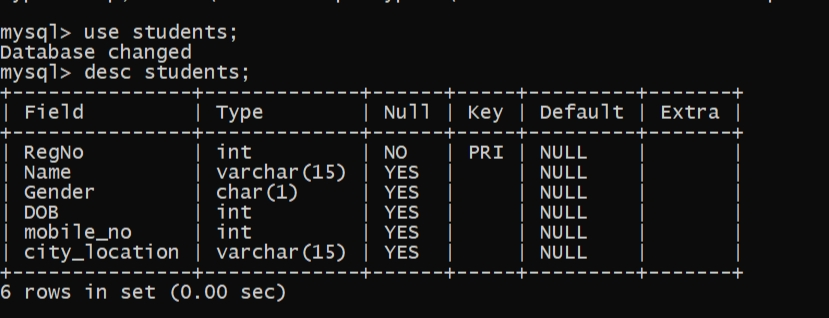 mysql> use students;
Database changed
mysql> desc students;
+---------------+-------------+------+-----+---------+-------+
| Field         | Type        | Null | Key | Default | Extra |
+---------------+-------------+------+-----+---------+-------+
| RegNo         | int         | NO   | PRI | NULL    |       |
| Name          | varchar(15) | YES  |     | NULL    |       |
| Gender        | char(1)     | YES  |     | NULL    |       |
| DOB           | int         | YES  |     | NULL    |       |
| mobile_no     | int         | YES  |     | NULL    |       |
| city_location | varchar(15) | YES  |     | NULL    |       |
+---------------+-------------+------+-----+---------+-------+
6 rows in set (0.00 sec)